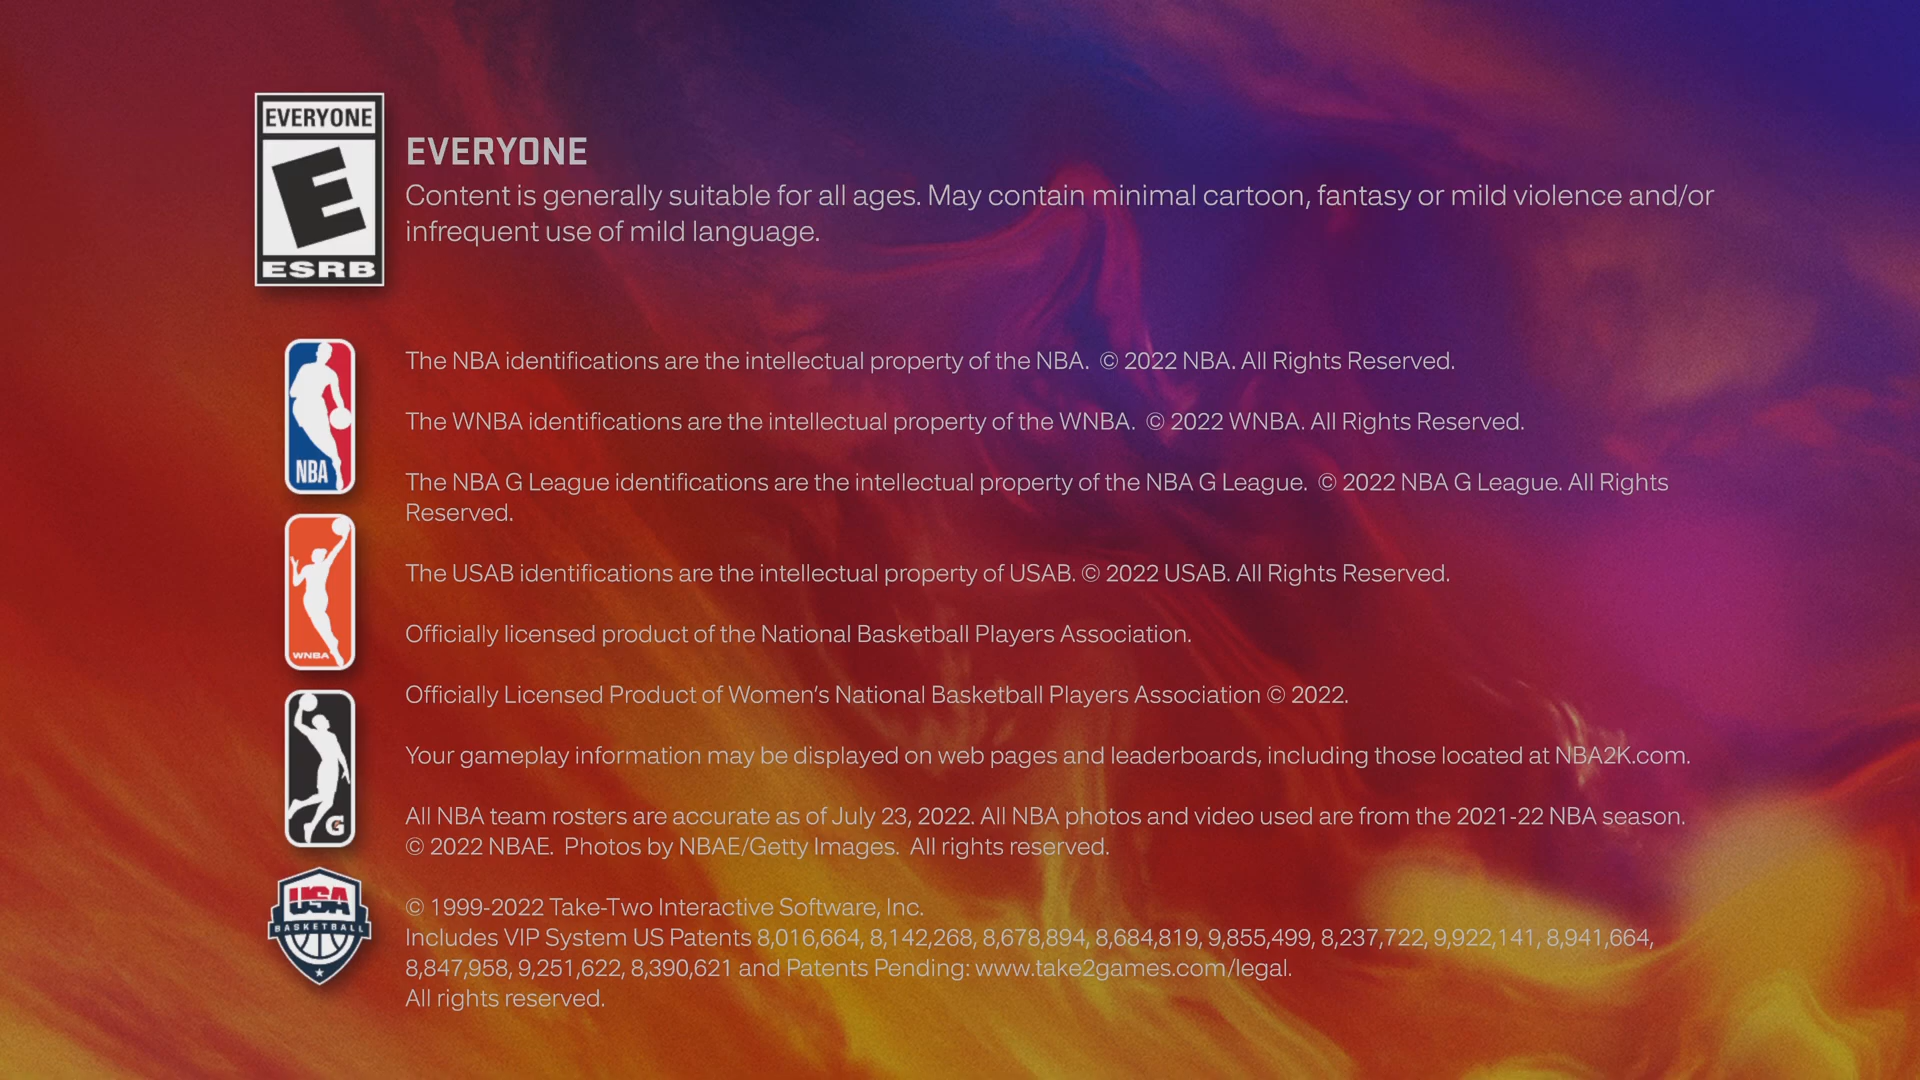 EVERYONE
E
ESRB
EVERYONE
Content is generally suitable for all ages. May contain minimal cartoon, fantasy or mild violence and/or
infrequent use of mild language.
NBA
The NBA identifications are the intellectual property of the NBA.  © 2022 NBA. All Rights Reserved.
The WNBA identifications are the intellectual property of the WNBA.  © 2022 WNBA. All Rights Reserved.
The NBA G League identifications are the intellectual property of the NBA G League.  © 2022 NBA G League. All Rights
Reserved.
WNBA
The USAB identifications are the intellectual property of USAB. © 2022 USAB. All Rights Reserved.
Officially licensed product of the National Basketball Players Association.
Officially Licensed Product of Women's National Basketball Players Association © 2022.
G
Your gameplay information may be displayed on web pages and leaderboards, including those located at NBA2K.com.
All NBA team rosters are accurate as of July 23, 2022. All NBA photos and video used are from the 2021-22 NBA season.
© 2022 NBAE.  Photos by NBAE/Getty Images.  All rights reserved.
USA
BASKETBALL
© 1999-2022 Take-Two Interactive Software, Inc.
Includes VIP System US Patents 8,016,664, 8,142,268, 8,678,894, 8,684,819, 9,855,499, 8,237,722, 9,922,141, 8,941,664,
8,847,958, 9,251,622, 8,390,621 and Patents Pending: www.take2games.com/legal.
All rights reserved.